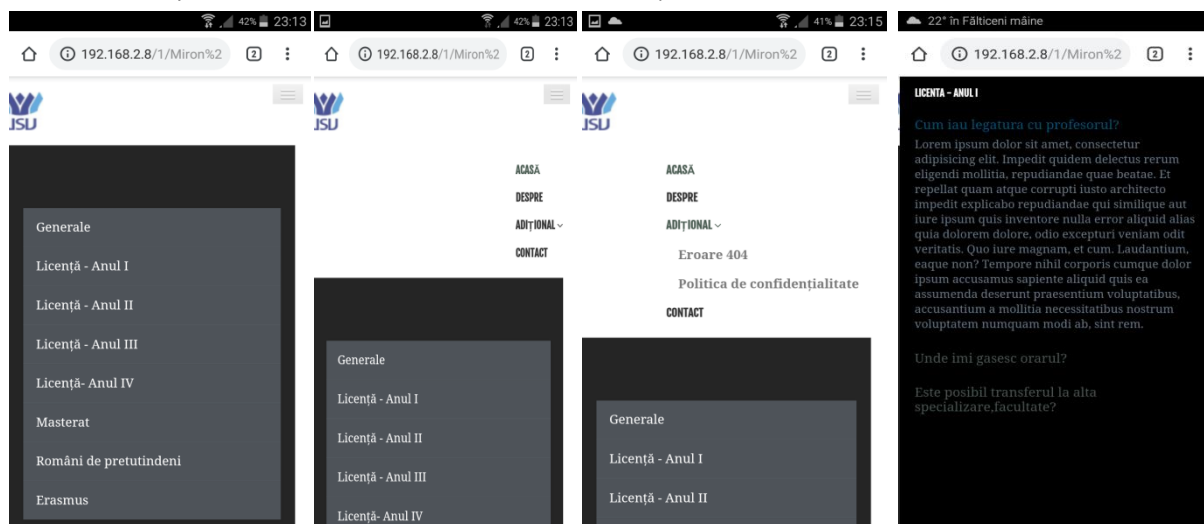 42% 23:13
192.168.2.8/1/Miron%2 2
JSU
Generale
Licență - Anul I
Licență - Anul II
Licență - Anul III
Licență- Anul IV
Masterat
Români de pretutindeni
Erasmus
42% 23:13
192.168.2.8/1/Miron%2 2
JSU
ACASĂ
DESPRE
ADIȚIONAL
CONTACT
Generale
Licență - Anul I
Licență - Anul II
Licență - Anul III
Licență- Anul IV
41% 23:15
192.168.2.8/1/Miron%2 2
JSU
ACASĂ
DESPRE
ADIȚIONAL
Eroare 404
Politica de confidențialitate
CONTACT
Generale
Licență - Anul I
Licență - Anul II
22° în Fălticeni mâine
192.168.2.8/1/Miron%2 2
LICENTA - ANUL I
Cum iau legatura cu profesorul?
Lorem ipsum dolor sit amet, consectetur
adipisicing elit. Impedit quidem delectus rerum
eligendi mollitia, repudiandae quae beatae. Et
repellat quam atque corrupti iusto architecto
impedit explicabo repudiandae qui similique aut
iure ipsum quis inventore nulla error aliquid alias
quia dolorem dolore, odio excepturi veniam odit
veritatis. Quo iure magnam, et cum. Laudantium,
eaque non? Tempore nihil corporis cumque dolor
ipsum accusamus sapiente aliquid quis ea
assumenda deserunt praesentium voluptatibus,
accusantium a mollitia necessitatibus nostrum
voluptatem numquam modi ab, sint rem.
Unde imi gasesc orarul?
Este posibil transferul la alta
specializare,facultate?